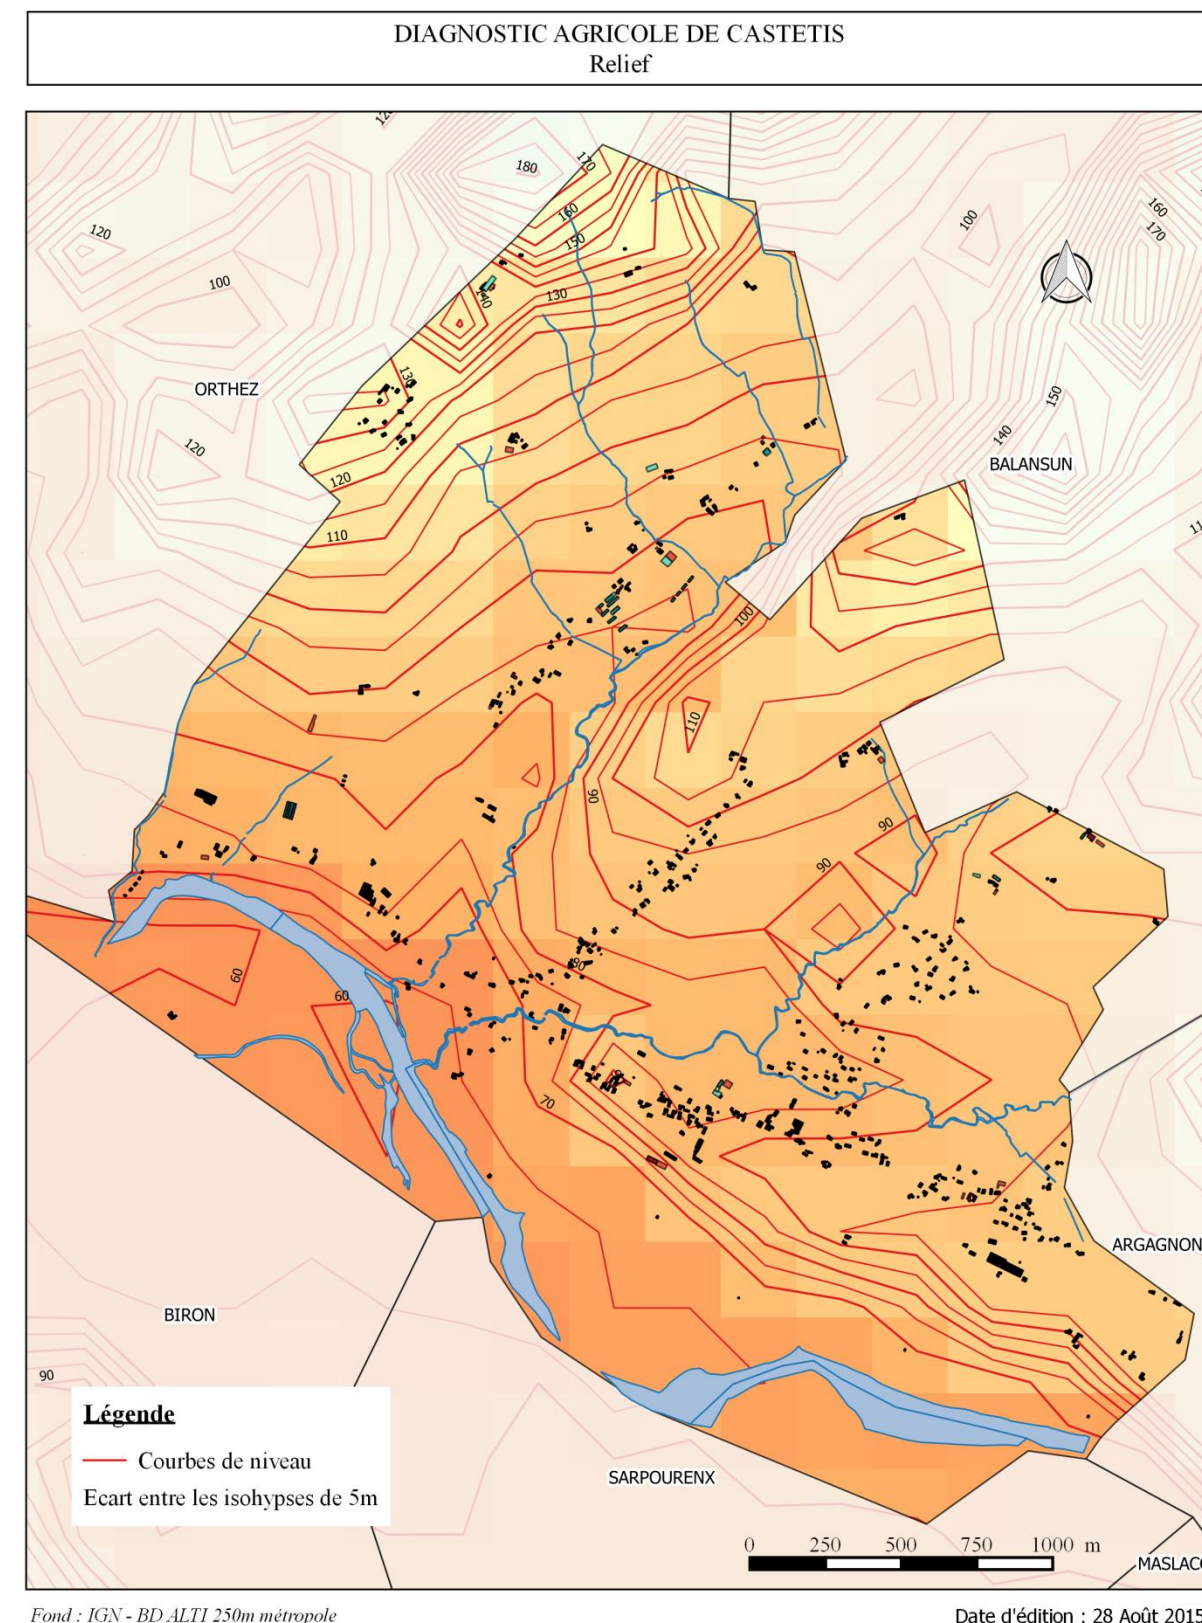 DIAGNOSTIC AGRICOLE DE CASTETIS
Relief
180
170
160
150
120
100
130
140
100
160
170
ORTHEZ
130
150
140
120
120
BALANSUN
110
100
110
90
90
90
80
60
60
70
ARGAGNON
BIRON
90
Légende
Courbes de niveau
Ecart entre les isohypses de 5m
SARPOURENX
0 250 500 750 1000 m
Fond : IGN - BD ALTI 250m métropole
Date d'édition : 28 Août 2015